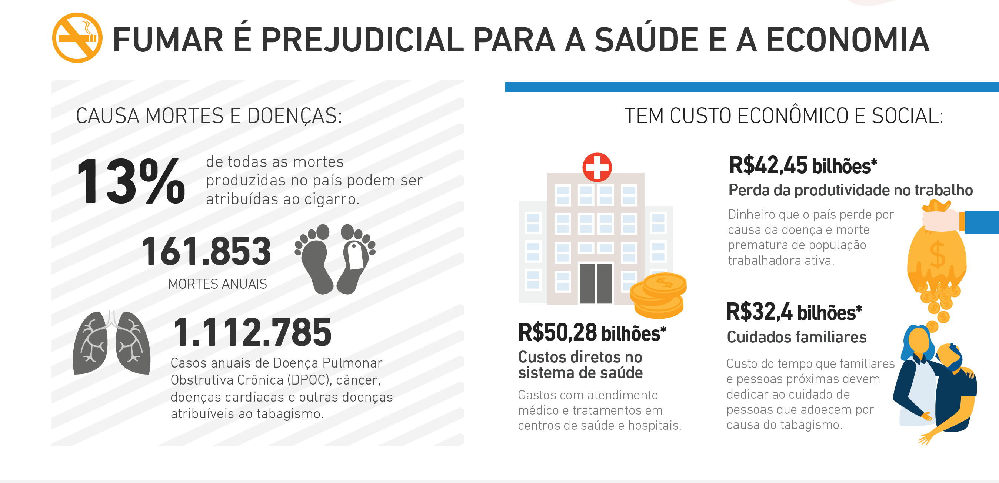 FUMAR É PREJUDICIAL PARA A SAÚDE E A ECONOMIA
CAUSA MORTES E DOENÇAS:
13%
de todas as mortes
produzidas no país podem ser
atribuídas ao cigarro.
161.853
MORTES ANUAIS
1.112.785
Casos anuais de Doença Pulmonar
Obstrutiva Crônica (DPOC), câncer,
doenças cardíacas e outras doenças
atribuíveis ao tabagismo.
TEM CUSTO ECONÔMICO E SOCIAL:
R$50,28 bilhões*
Custos diretos no
sistema de saúde
Gastos com atendimento
médico e tratamentos em
centros de saúde e hospitais.
R$42,45 bilhões*
Perda da produtividade no trabalho
Dinheiro que o país perde por
causa da doença e morte
prematura de população
trabalhadora ativa.
R$32,4 bilhões*
Cuidados familiares
Custo do tempo que familiares
e pessoas próximas devem
dedicar ao cuidado de
pessoas que adoecem por
causa do tabagismo.